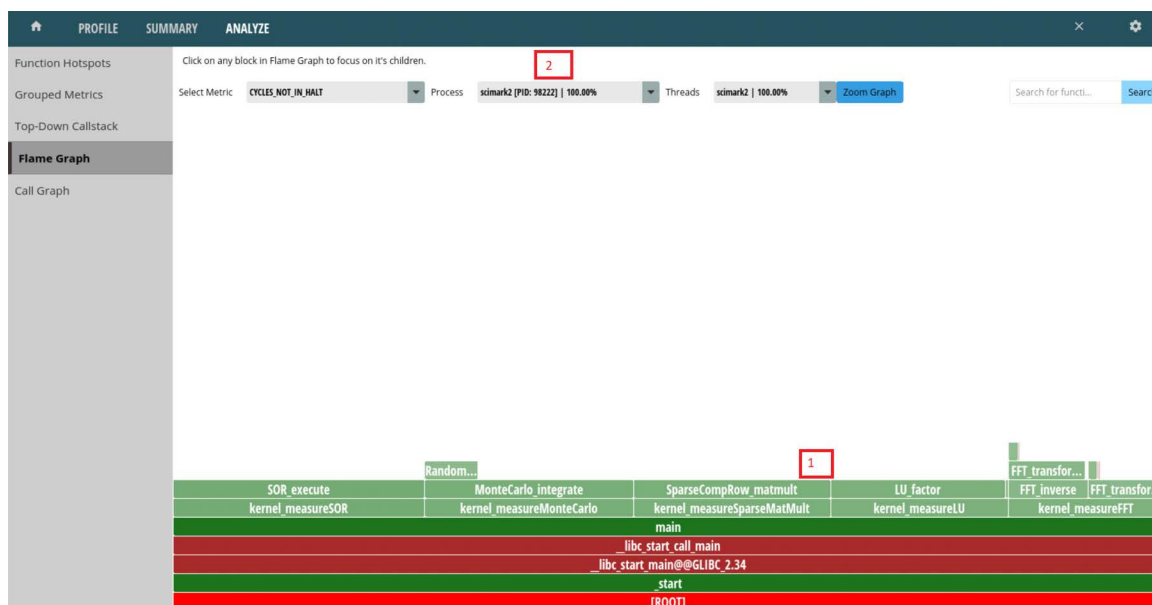 PROFILE SUMMARY ANALYZE
Function Hotspots
Grouped Metrics
Top-Down Callstack
Flame Graph
Call Graph
Click on any block in Flame Graph to focus on it's children.
2
Select Metric CYCLES_NOT_IN_HALT Process scimark2 [PID: 98222] | 100.00% Threads scimark2 | 100.00% Zoom Graph Search for functi... Searc
1
Random... FFT_transfor...
SOR_execute MonteCarlo_integrate SparseCompRow_matmult LU_factor FFT_inverse FFT_transfor
kernel_measureSOR kernel_measureMonteCarlo kernel_measureSparseMatMult kernel_measureLU kernel_measureFFT
main
__libc_start_call_main
__libc_start_main@@GLIBC_2.34
_start
[ROOT]